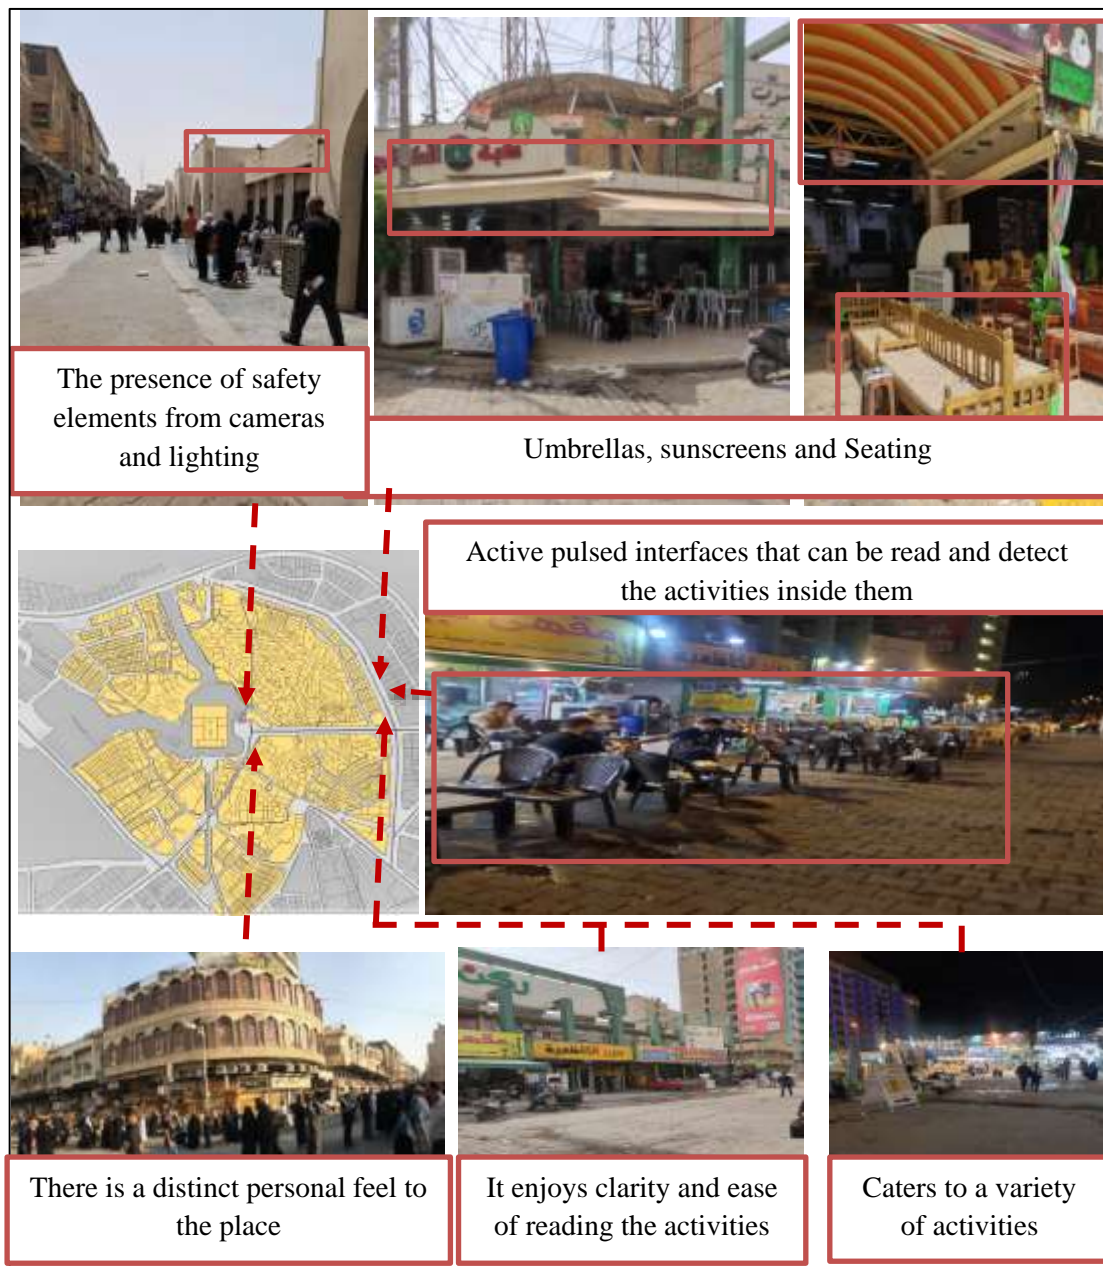 The presence of safety
elements from cameras
and lighting
Umbrellas, sunscreens and Seating
Active pulsed interfaces that can be read and detect
the activities inside them
There is a distinct personal feel to
the place
It enjoys clarity and ease
of reading the activities
Caters to a variety
of activities